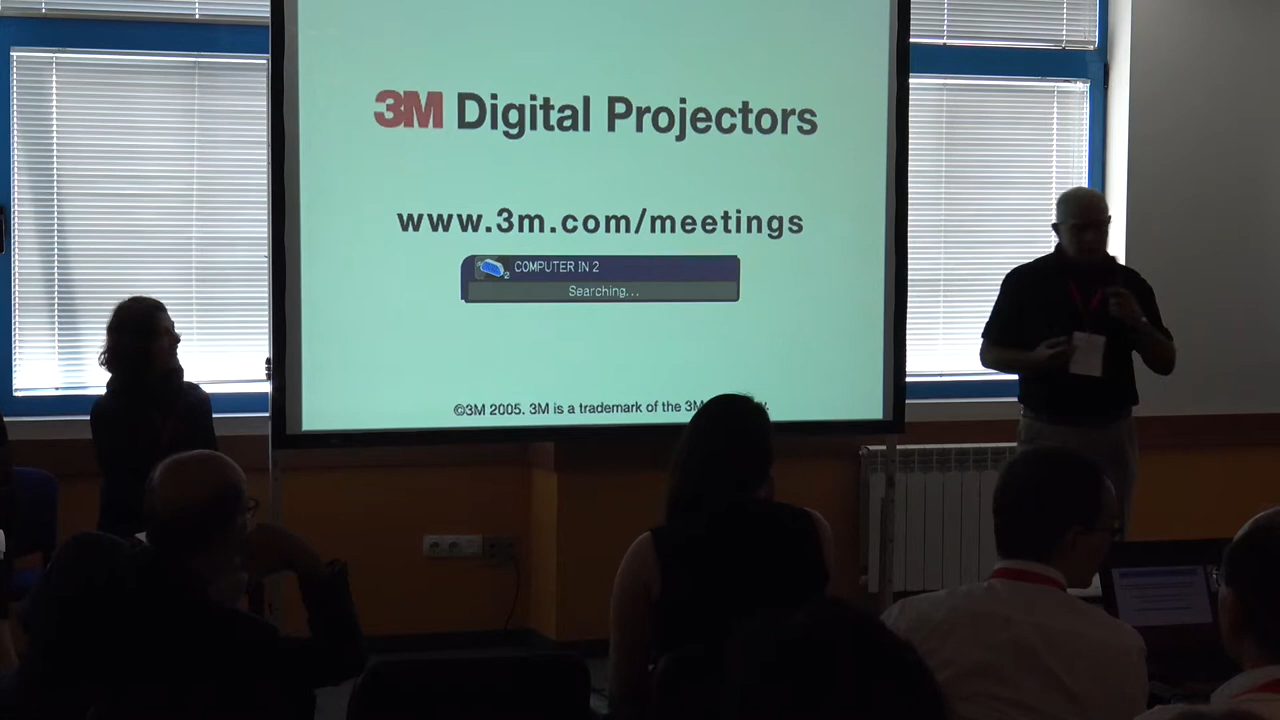 3M Digital Projectors
www.3m.com/meetings
COMPUTER IN 2
Searching...
©3M 2005. 3M is a trademark of the 3M